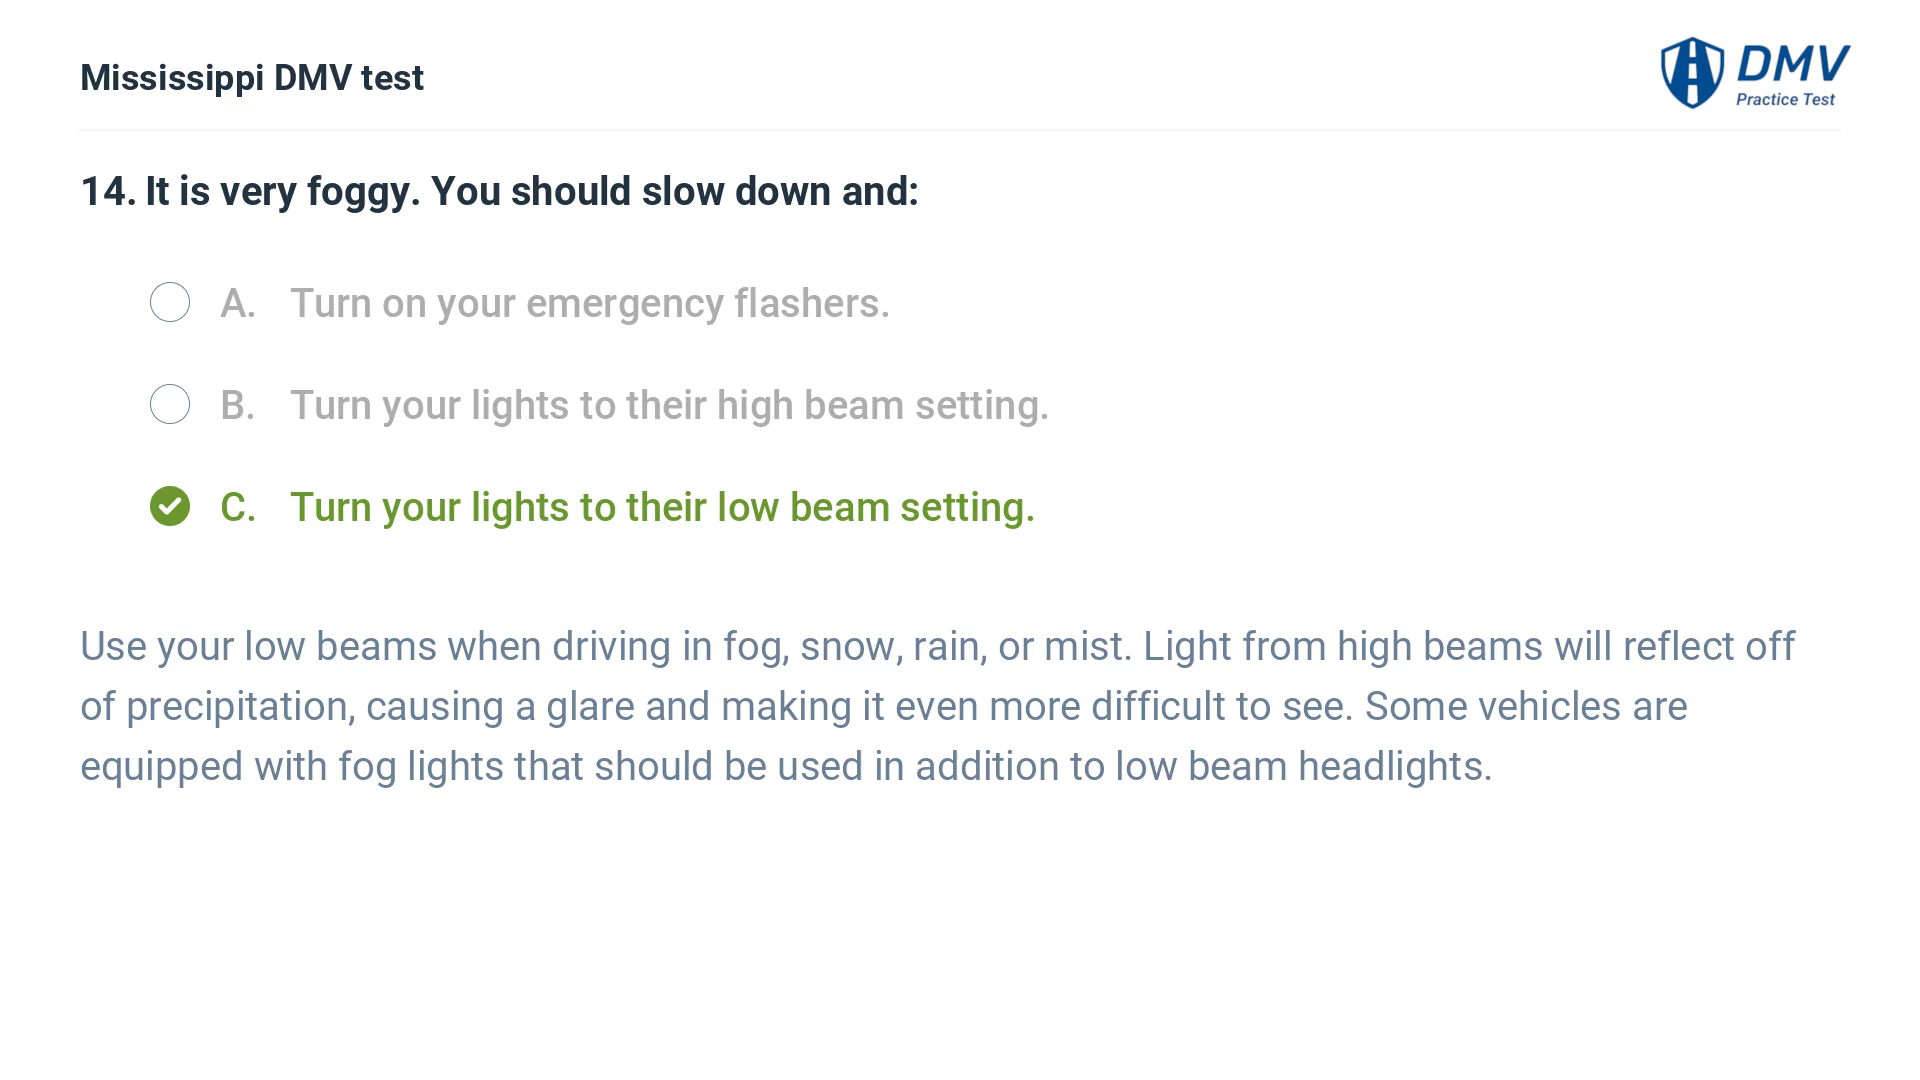 Mississippi DMV test
DMV
Practice Test
14. It is very foggy. You should slow down and:
A. Turn on your emergency flashers.
B. Turn your lights to their high beam setting.
C. Turn your lights to their low beam setting.
Use your low beams when driving in fog, snow, rain, or mist. Light from high beams will reflect off
of precipitation, causing a glare and making it even more difficult to see. Some vehicles are
equipped with fog lights that should be used in addition to low beam headlights.